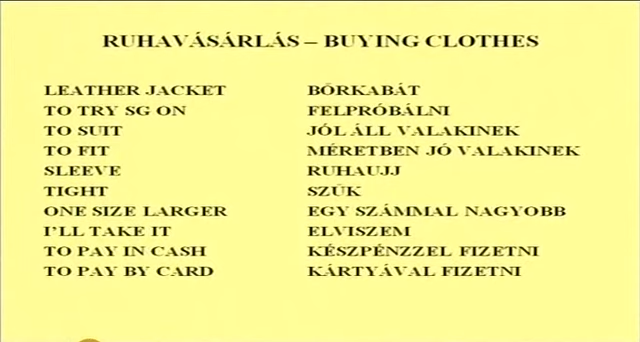 RUHAVÁSÁRLÁS – BUYING CLOTHES
LEATHER JACKET BŐRKABÁT
TO TRY SG ON FELPRÓBÁLNI
TO SUIT JÓL ÁLL VALAKINEK
TO FIT MÉRETBEN JÓ VALAKINEK
SLEEVE RUHAUJJ
TIGHT SZŰK
ONE SIZE LARGER EGY SZÁMMAL NAGYOBB
I'LL TAKE IT ELVISZEM
TO PAY IN CASH KÉSZPÉNZZEL FIZETNI
TO PAY BY CARD KÁRTYÁVAL FIZETNI